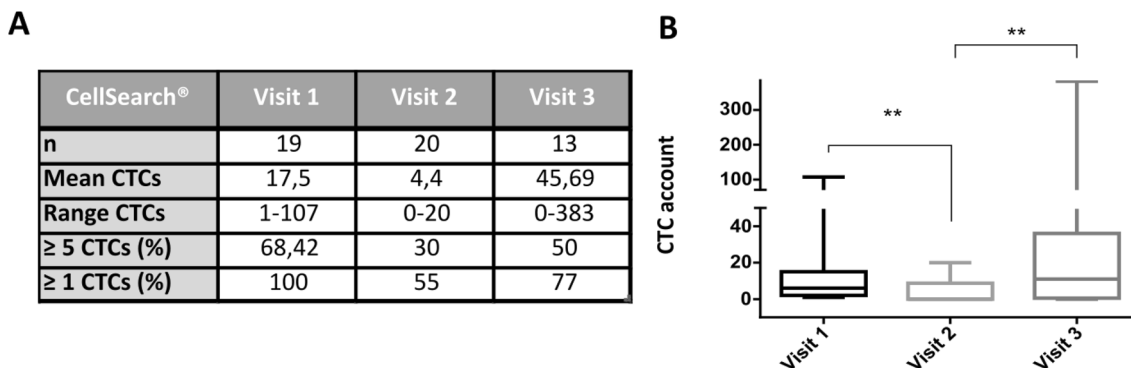 A
CellSearch® Visit 1 Visit 2 Visit 3
n 19 20 13
Mean CTCs 17,5 4,4 45,69
Range CTCs 1-107 0-20 0-383
≥ 5 CTCs (%) 68,42 30 50
≥ 1 CTCs (%) 100 55 77
B
**
**
CTC account
300
200
100
40
20
0
Visit 1
Visit 2
Visit 3